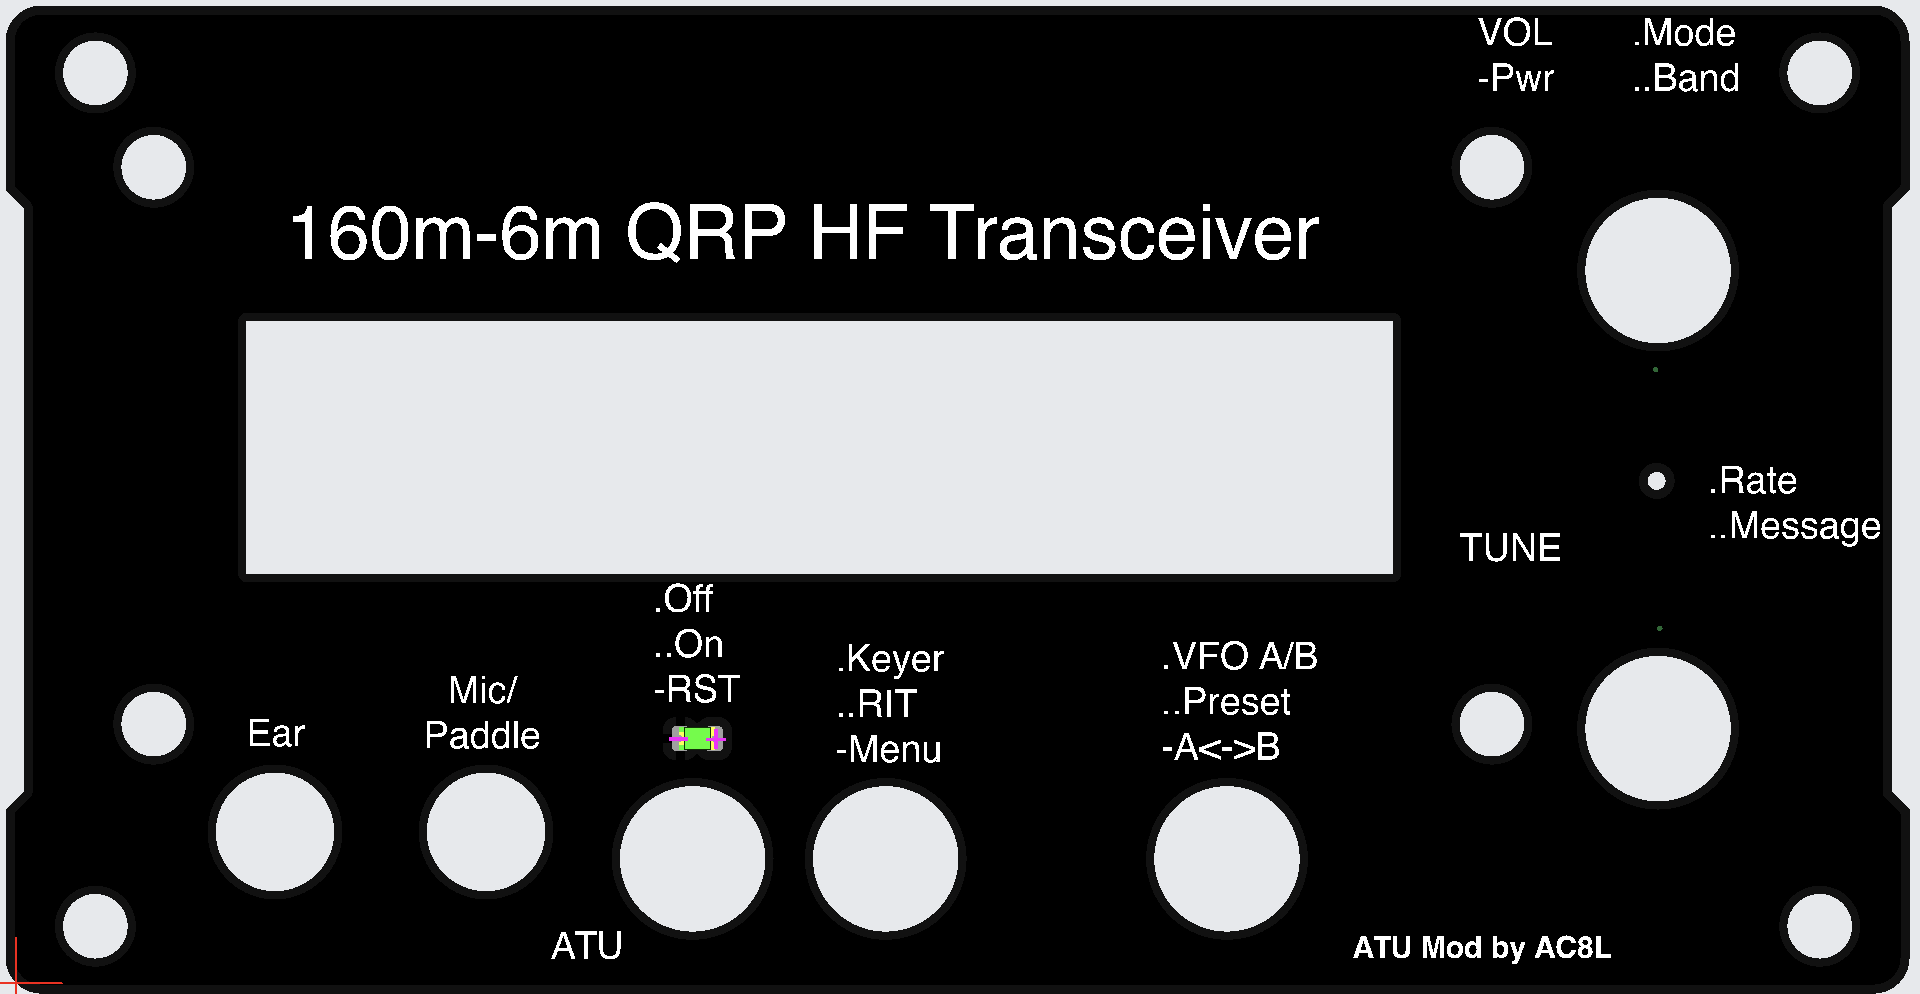 VOL
-Pwr
.Mode
..Band
160m-6m QRP HF Transceiver
.Rate
..Message
TUNE
.Off
..On
-RST
.Keyer
..RIT
-Menu
.VFO A/B
..Preset
-A<->B
Mic/
Paddle
Ear
ATU
ATU Mod by AC8L